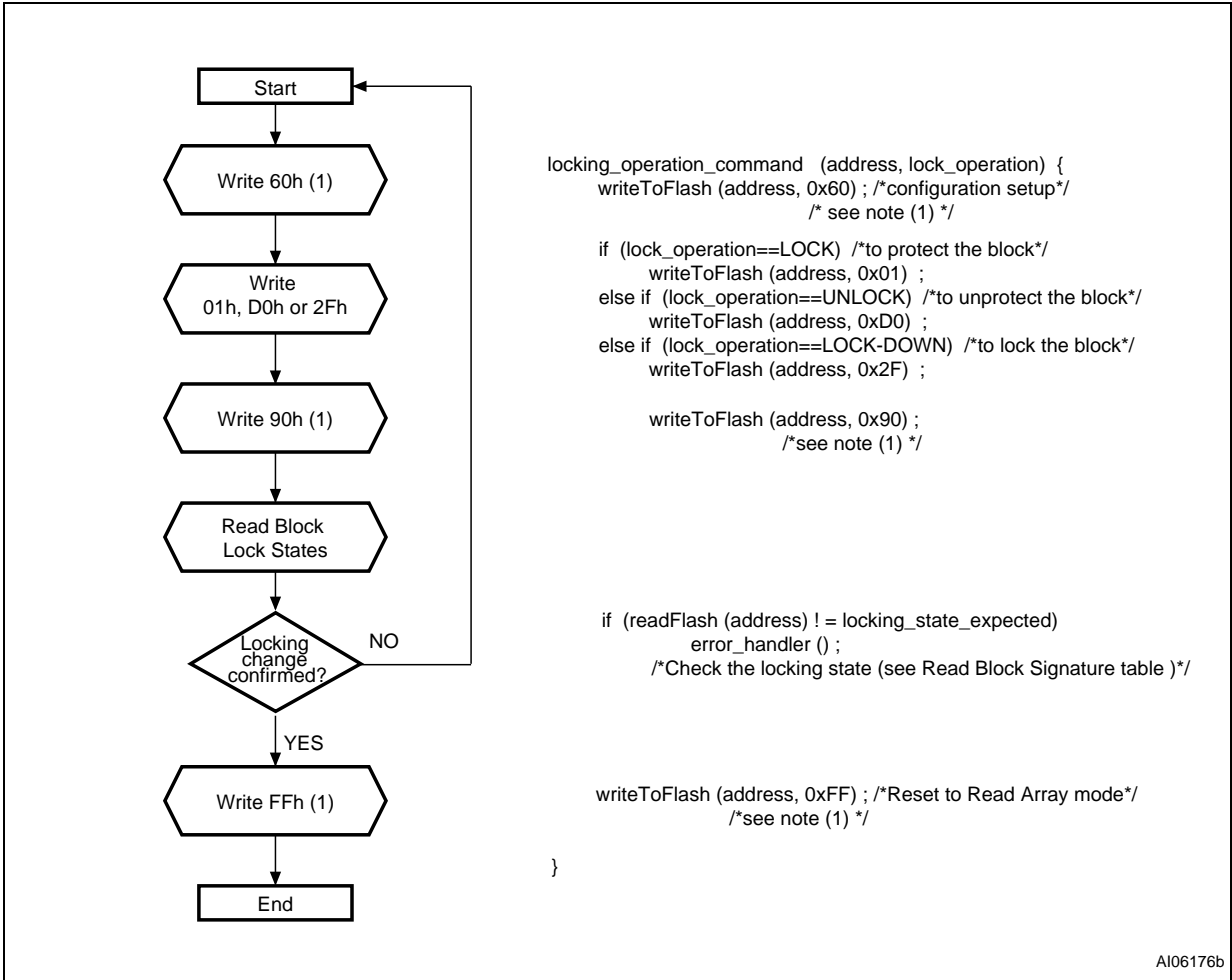 Start
Write 60h (1)
Write
01h, D0h or 2Fh
Write 90h (1)
Read Block
Lock States
Locking
change
confirmed?
NO
YES
Write FFh (1)
End
locking_operation_command (address, lock_operation) {
writeToFlash (address, 0x60) ; /*configuration setup*/
/* see note (1) */
if (lock_operation==LOCK) /*to protect the block*/
writeToFlash (address, 0x01) ;
else if (lock_operation==UNLOCK) /*to unprotect the block*/
writeToFlash (address, 0xD0) ;
else if (lock_operation==LOCK-DOWN) /*to lock the block*/
writeToFlash (address, 0x2F) ;
writeToFlash (address, 0x90) ;
/*see note (1) */
if (readFlash (address) ! = locking_state_expected)
error_handler () ;
/*Check the locking state (see Read Block Signature table )*/
writeToFlash (address, 0xFF) ; /*Reset to Read Array mode*/
/*see note (1) */
}
AI06176b